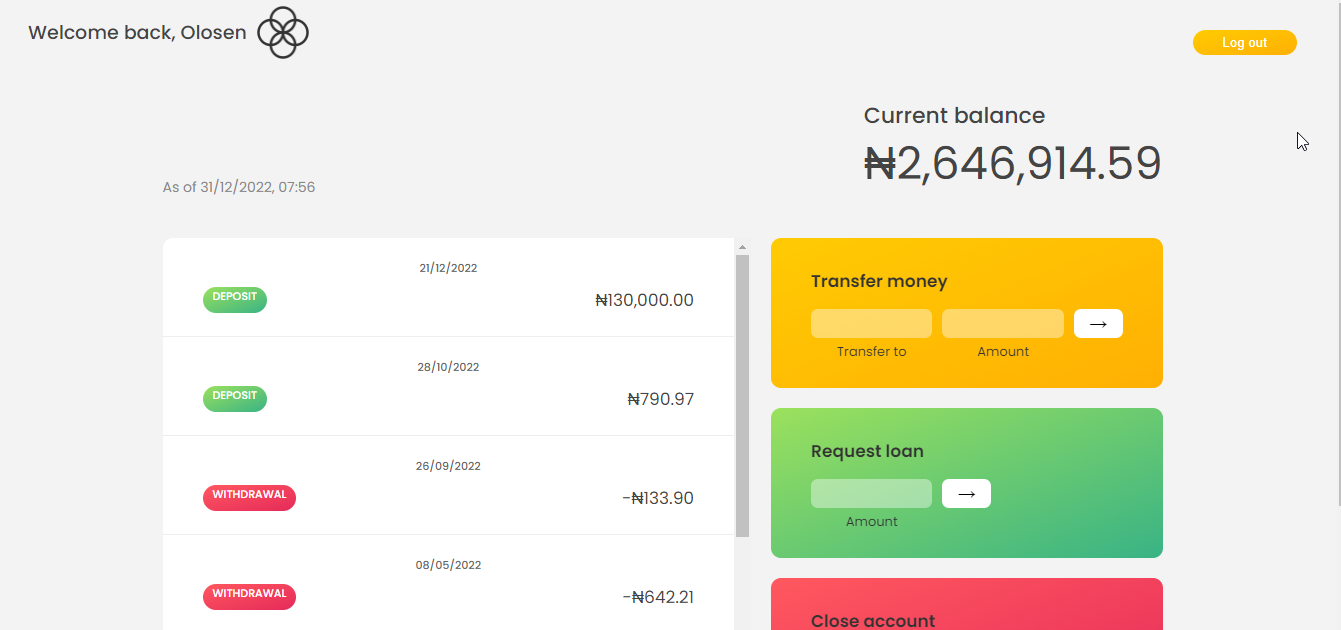 Welcome back, Olosen
Log out
Current balance
₦2,646,914.59
As of 31/12/2022, 07:56
21/12/2022
DEPOSIT
₦130,000.00
28/10/2022
DEPOSIT
₦790.97
26/09/2022
WITHDRAWAL
-₦133.90
08/05/2022
WITHDRAWAL
-₦642.21
Transfer money
→
Transfer to Amount
Request loan
→
Amount
Close account